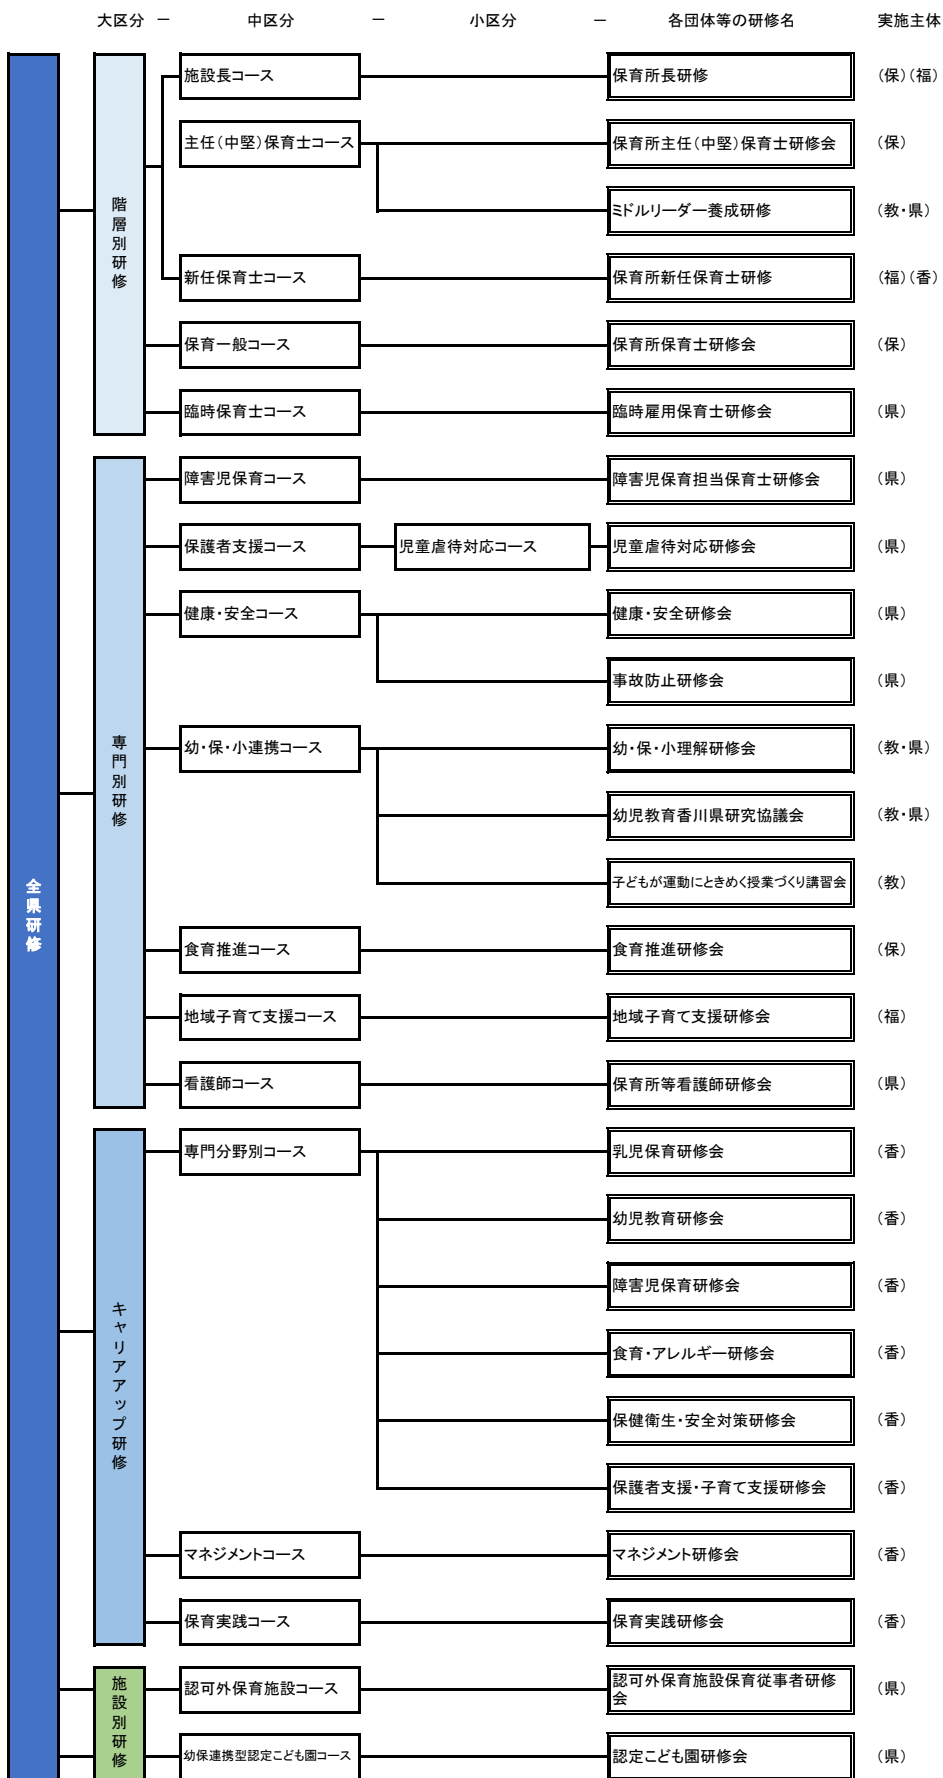 大区分 － 中区分 － 小区分 － 各団体等の研修名 実施主体
全県研修
階層別研修
施設長コース 保育所長研修 （保）（福）
主任（中堅）保育士コース 保育所主任（中堅）保育士研修会 （保）
ミドルリーダー養成研修 （教・県）
新任保育士コース 保育所新任保育士研修 （福）（香）
保育一般コース 保育所保育士研修会 （保）
臨時保育士コース 臨時雇用保育士研修会 （県）
専門別研修
障害児保育コース 障害児保育担当保育士研修会 （県）
保護者支援コース 児童虐待対応コース 児童虐待対応研修会 （県）
健康・安全コース 健康・安全研修会 （県）
事故防止研修会 （県）
幼・保・小連携コース 幼・保・小理解研修会 （教・県）
幼児教育香川県研究協議会 （教・県）
子どもが運動にときめく授業づくり講習会 （教）
食育推進コース 食育推進研修会 （保）
地域子育て支援コース 地域子育て支援研修会 （福）
看護師コース 保育所等看護師研修会 （県）
キャリアアップ研修
専門分野別コース 乳児保育研修会 （香）
幼児教育研修会 （香）
障害児保育研修会 （香）
食育・アレルギー研修会 （香）
保健衛生・安全対策研修会 （香）
保護者支援・子育て支援研修会 （香）
マネジメントコース マネジメント研修会 （香）
保育実践コース 保育実践研修会 （香）
施設別研修
認可外保育施設コース 認可外保育施設保育従事者研修 （県）
会
幼保連携型認定こども園コース 認定こども園研修会 （県）